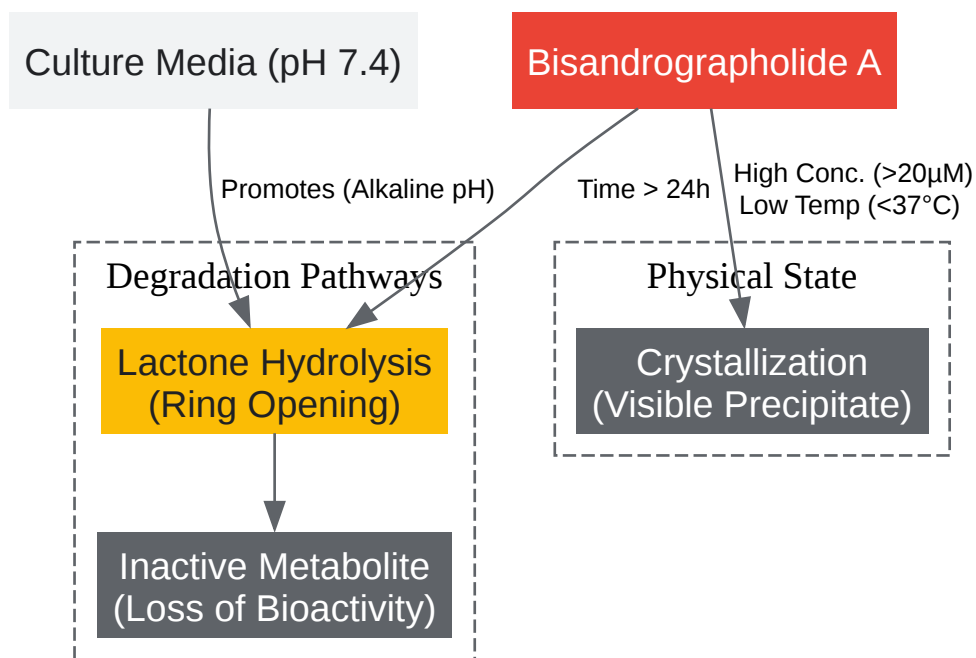 Culture Media (pH 7.4)
Bisandrographolide A
Promotes (Alkaline pH)
Time > 24h
High Conc. (>20µM)
Low Temp (<37°C)
Degradation Pathways
Physical State
Lactone Hydrolysis
(Ring Opening)
Crystallization
(Visible Precipitate)
Inactive Metabolite
(Loss of Bioactivity)